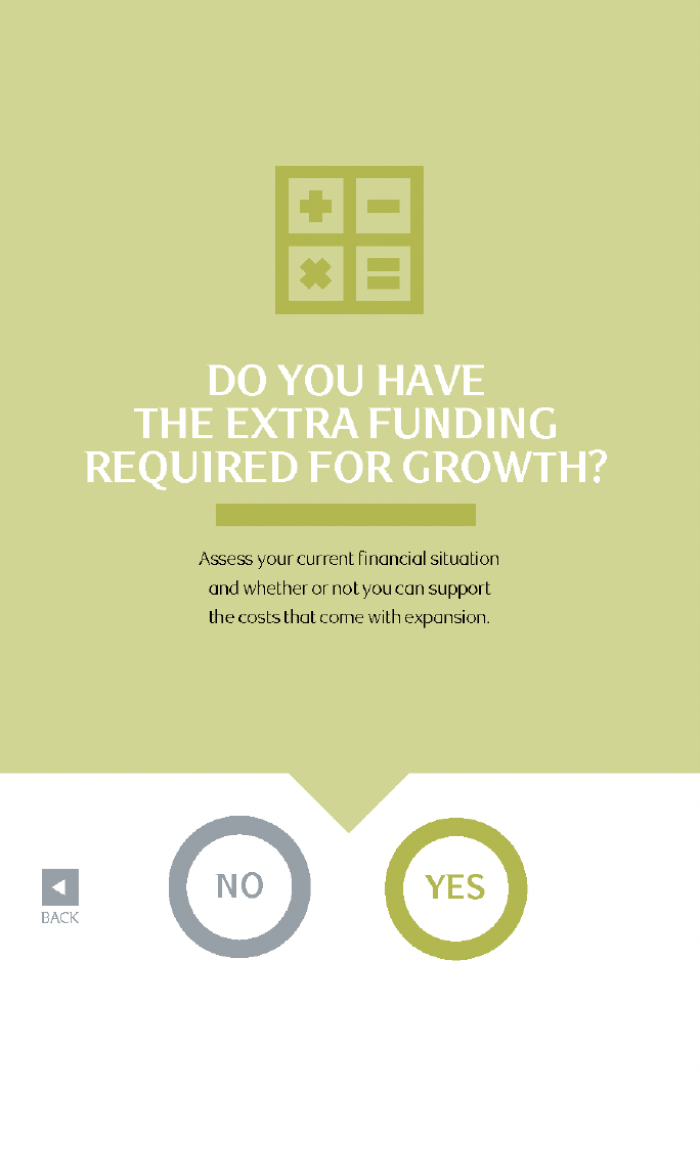 DO YOU HAVE
THE EXTRA FUNDING
REQUIRED FOR GROWTH?
Assess your current financial situation
and whether or not you can support
the costs that come with expansion.
NO
YES
BACK